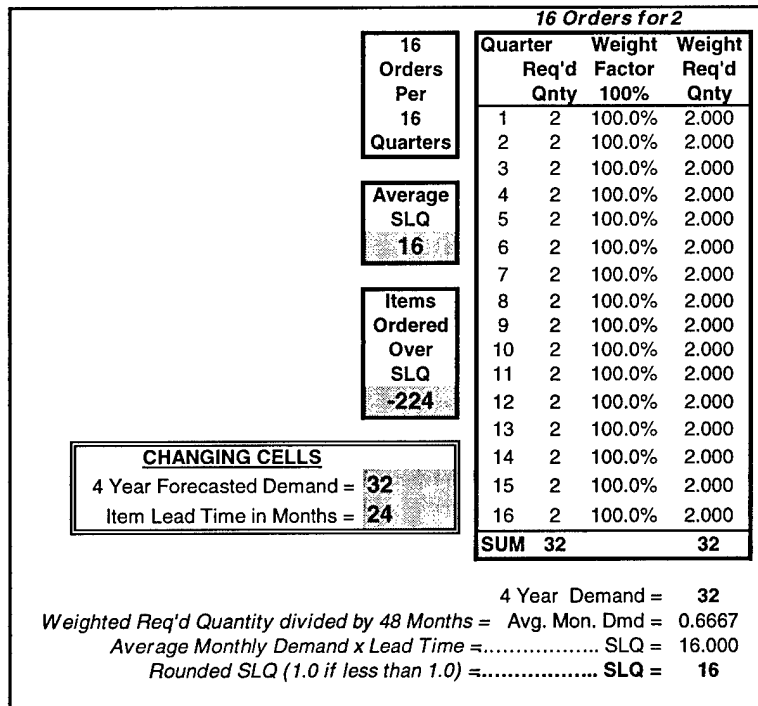 16 Orders for 2
16
Orders
Per
16
Quarters
Average
SLQ
16
Items
Ordered
Over
SLQ
-224
CHANGING CELLS
4 Year Forecasted Demand = 32
Item Lead Time in Months = 24
Quarter Weight Weight
Req'd Factor Req'd
Qnty 100% Qnty
1 2 100.0% 2.000
2 2 100.0% 2.000
3 2 100.0% 2.000
4 2 100.0% 2.000
5 2 100.0% 2.000
6 2 100.0% 2.000
7 2 100.0% 2.000
8 2 100.0% 2.000
9 2 100.0% 2.000
10 2 100.0% 2.000
11 2 100.0% 2.000
12 2 100.0% 2.000
13 2 100.0% 2.000
14 2 100.0% 2.000
15 2 100.0% 2.000
16 2 100.0% 2.000
SUM 32 32
4 Year Demand = 32
Weighted Req'd Quantity divided by 48 Months = Avg. Mon. Dmd = 0.6667
Average Monthly Demand x Lead Time =.................. SLQ = 16.000
Rounded SLQ (1.0 if less than 1.0) =.................. SLQ = 16